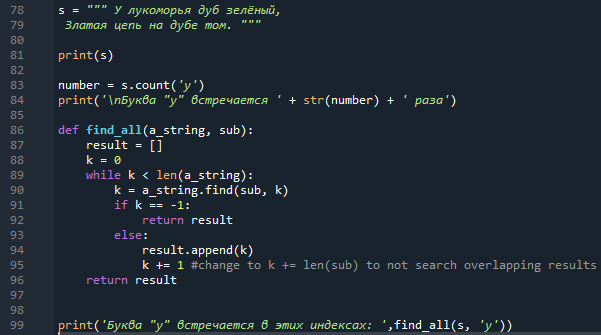 78 s = """ У лукоморья дуб зелёный,
79 Златая цепь на дубе том. """
80
81 print(s)
82
83 number = s.count('у')
84 print('\nБуква "у" встречается ' + str(number) + ' раза')
85
86 def find_all(a_string, sub):
87 result = []
88 k = 0
89 while k < len(a_string):
90 k = a_string.find(sub, k)
91 if k == -1:
92 return result
93 else:
94 result.append(k)
95 k += 1 #change to k += len(sub) to not search overlapping results
96 return result
97
98
99 print('Буква "у" встречается в этих индексах: ',find_all(s, 'у'))